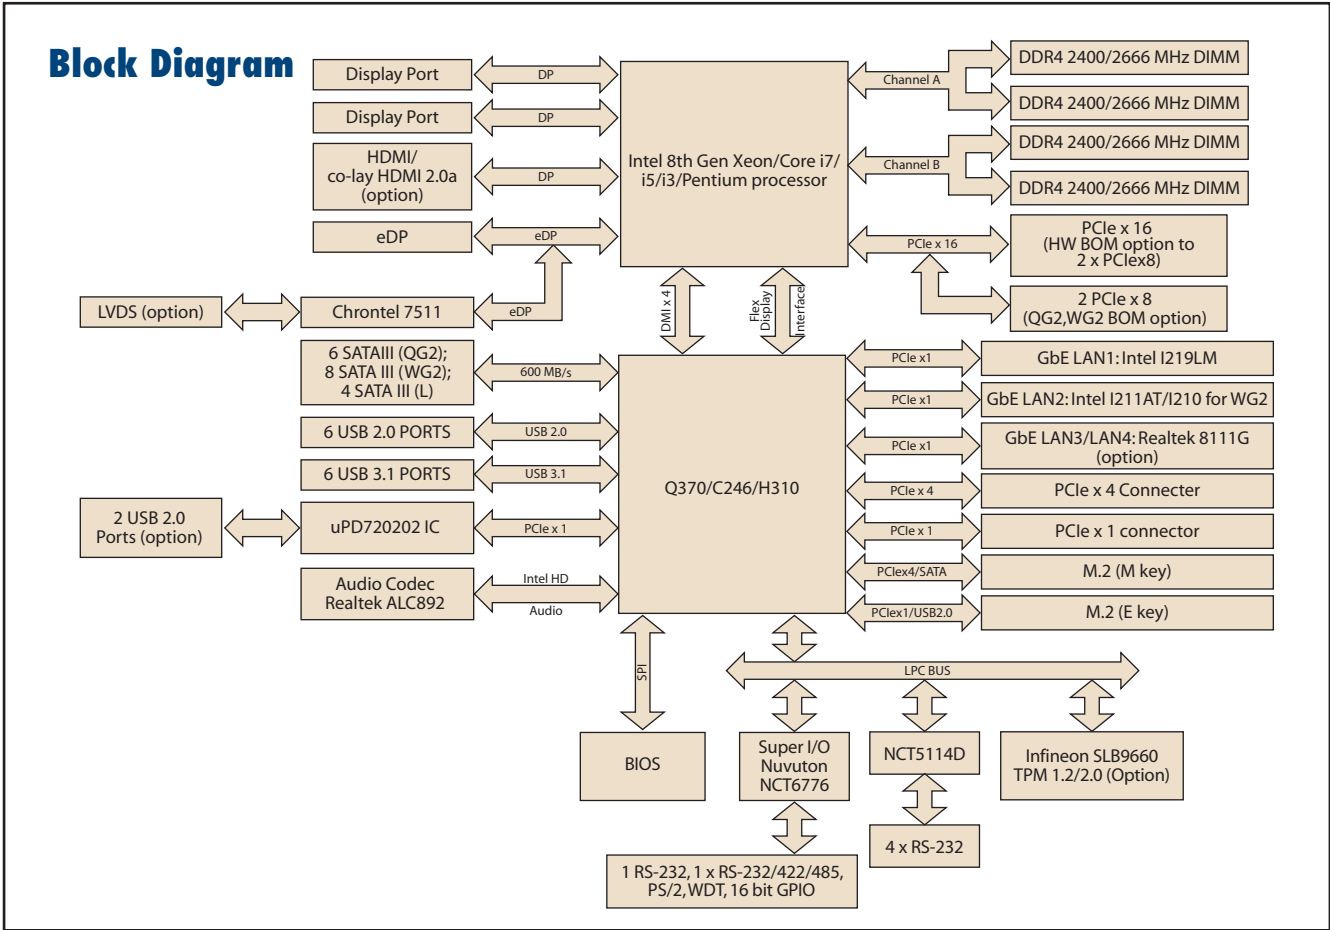 Block Diagram
Display Port
DP
Display Port
DP
HDMI/
co-lay HDMI 2.0a
(option)
DP
eDP
eDP
LVDS (option)
Chrontel 7511
eDP
Intel 8th Gen Xeon/Core i7/
i5/i3/Pentium processor
Channel A
DDR4 2400/2666 MHz DIMM
DDR4 2400/2666 MHz DIMM
Channel B
DDR4 2400/2666 MHz DIMM
DDR4 2400/2666 MHz DIMM
PCIe x 16
PCIe x 16
(HW BOM option to
2 x PCIex8)
2 PCIe x 8
(QG2,WG2 BOM option)
DMI x 4
Flex
Display
Interface
6 SATAIII (QG2);
8 SATA III (WG2);
4 SATA III (L)
600 MB/s
6 USB 2.0 PORTS
USB 2.0
6 USB 3.1 PORTS
USB 3.1
2 USB 2.0
Ports (option)
uPD720202 IC
PCIe x 1
Audio Codec
Realtek ALC892
Intel HD
Audio
Q370/C246/H310
PCIe x1
GbE LAN1: Intel I219LM
PCIe x1
GbE LAN2: Intel I211AT/I210 for WG2
PCIe x1
GbE LAN3/LAN4: Realtek 8111G
(option)
PCIe x 4
PCIe x 4 Connecter
PCIe x 1
PCIe x 1 connector
PCIex4/SATA
M.2 (M key)
PCIex1/USB2.0
M.2 (E key)
SPI
LPC BUS
BIOS
Super I/O
Nuvuton
NCT6776
NCT5114D
Infineon SLB9660
TPM 1.2/2.0 (Option)
4 x RS-232
1 RS-232, 1 x RS-232/422/485,
PS/2, WDT, 16 bit GPIO